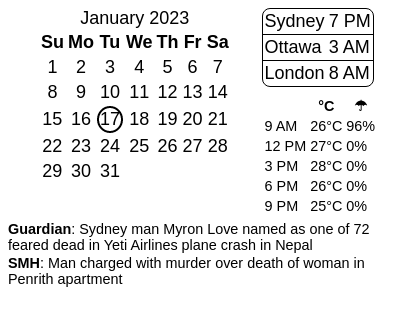 January 2023
Su Mo Tu We Th Fr Sa
1 2 3 4 5 6 7
8 9 10 11 12 13 14
15 16 17 18 19 20 21
22 23 24 25 26 27 28
29 30 31
Sydney 7 PM
Ottawa 3 AM
London 8 AM
°C ☂
9 AM 26°C 96%
12 PM 27°C 0%
3 PM 28°C 0%
6 PM 26°C 0%
9 PM 25°C 0%
Guardian: Sydney man Myron Love named as one of 72
feared dead in Yeti Airlines plane crash in Nepal
SMH: Man charged with murder over death of woman in
Penrith apartment